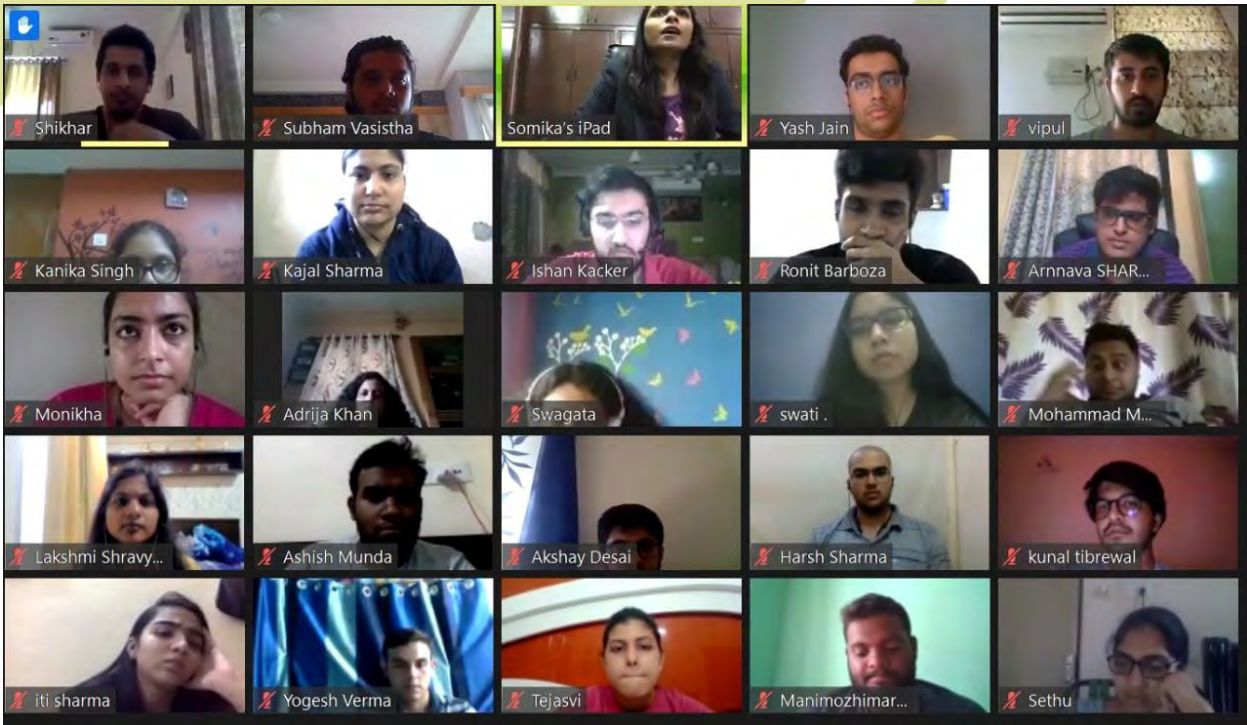 Shikhar
Subham Vasistha
Somika's iPad
Yash Jain
vipul
Kanika Singh
Kajal Sharma
Ishan Kacker
Ronit Barboza
Arnnava SHAR...
Monikha
Adrija Khan
Swagata
swati .
Mohammad M...
Lakshmi Shravy...
Ashish Munda
Akshay Desai
Harsh Sharma
kunal tibrewal
iti sharma
Yogesh Verma
Tejasvi
Manimozhimar...
Sethu